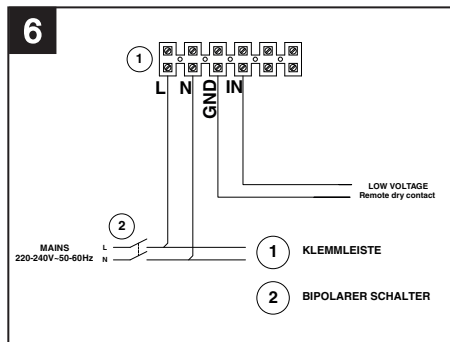 6
1
L N GND IN
LOW VOLTAGE
Remote dry contact
2
MAINS
220-240V~50-60Hz
L
N
1 KLEMMLEISTE
2 BIPOLARER SCHALTER